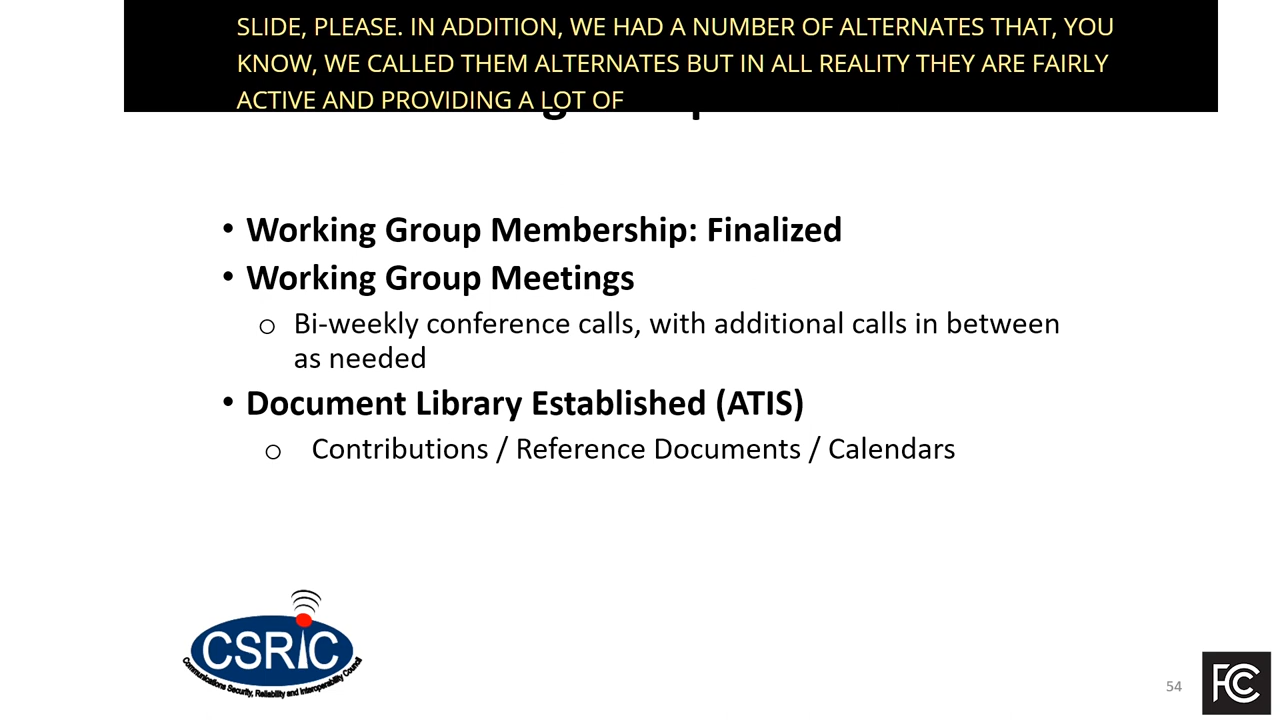 SLIDE, PLEASE. IN ADDITION, WE HAD A NUMBER OF ALTERNATES THAT, YOU
KNOW, WE CALLED THEM ALTERNATES BUT IN ALL REALITY THEY ARE FAIRLY
ACTIVE AND PROVIDING A LOT OF
• Working Group Membership: Finalized
• Working Group Meetings
o Bi-weekly conference calls, with additional calls in between
as needed
• Document Library Established (ATIS)
o Contributions / Reference Documents / Calendars
CSRIC
Communications Security, Reliability and Interoperability Council
54
FCC